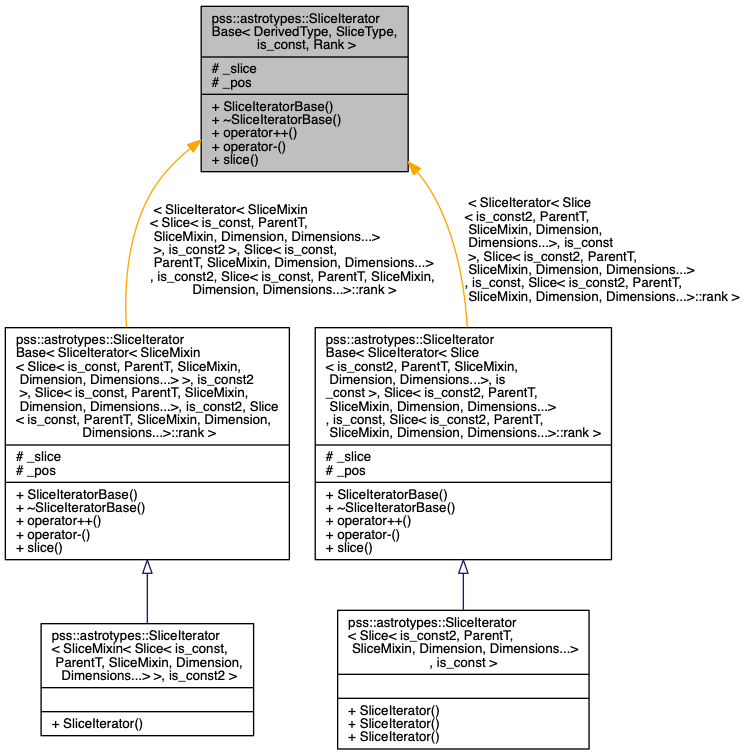 pss::astrotypes::SliceIterator
Base< DerivedType, SliceType,
is_const, Rank >
# _slice
# _pos
+ SliceIteratorBase()
+ ~SliceIteratorBase()
+ operator++()
+ operator-()
+ slice()
< SliceIterator< SliceMixin
< Slice< is_const, ParentT,
SliceMixin, Dimension, Dimensions...>
>, is_const2 >, Slice< is_const,
ParentT, SliceMixin, Dimension, Dimensions...>
, is_const2, Slice< is_const, ParentT, SliceMixin,
Dimension, Dimensions...>::rank >
< SliceIterator< Slice
< is_const2, ParentT,
SliceMixin, Dimension,
Dimensions...>, is_const
>, Slice< is_const2, ParentT,
SliceMixin, Dimension, Dimensions...>
, is_const, Slice< is_const2, ParentT,
SliceMixin, Dimension, Dimensions...>::rank >
pss::astrotypes::SliceIterator
Base< SliceIterator< SliceMixin
< Slice< is_const, ParentT, SliceMixin,
Dimension, Dimensions...> >, is_const2
>, Slice< is_const, ParentT, SliceMixin,
Dimension, Dimensions...>, is_const2, Slice
< is_const, ParentT, SliceMixin, Dimension,
Dimensions...>::rank >
# _slice
# _pos
+ SliceIteratorBase()
+ ~SliceIteratorBase()
+ operator++()
+ operator-()
+ slice()
pss::astrotypes::SliceIterator
Base< SliceIterator< Slice
< is_const2, ParentT, SliceMixin,
Dimension, Dimensions...>, is
_const >, Slice< is_const2, ParentT,
SliceMixin, Dimension, Dimensions...>
, is_const, Slice< is_const2, ParentT,
SliceMixin, Dimension, Dimensions...>::rank >
# _slice
# _pos
+ SliceIteratorBase()
+ ~SliceIteratorBase()
+ operator++()
+ operator-()
+ slice()
pss::astrotypes::SliceIterator
< SliceMixin< Slice< is_const,
ParentT, SliceMixin, Dimension,
Dimensions...> >, is_const2 >
+ SliceIterator()
pss::astrotypes::SliceIterator
< Slice< is_const2, ParentT,
SliceMixin, Dimension, Dimensions...>
, is_const >
+ SliceIterator()
+ SliceIterator()
+ SliceIterator()